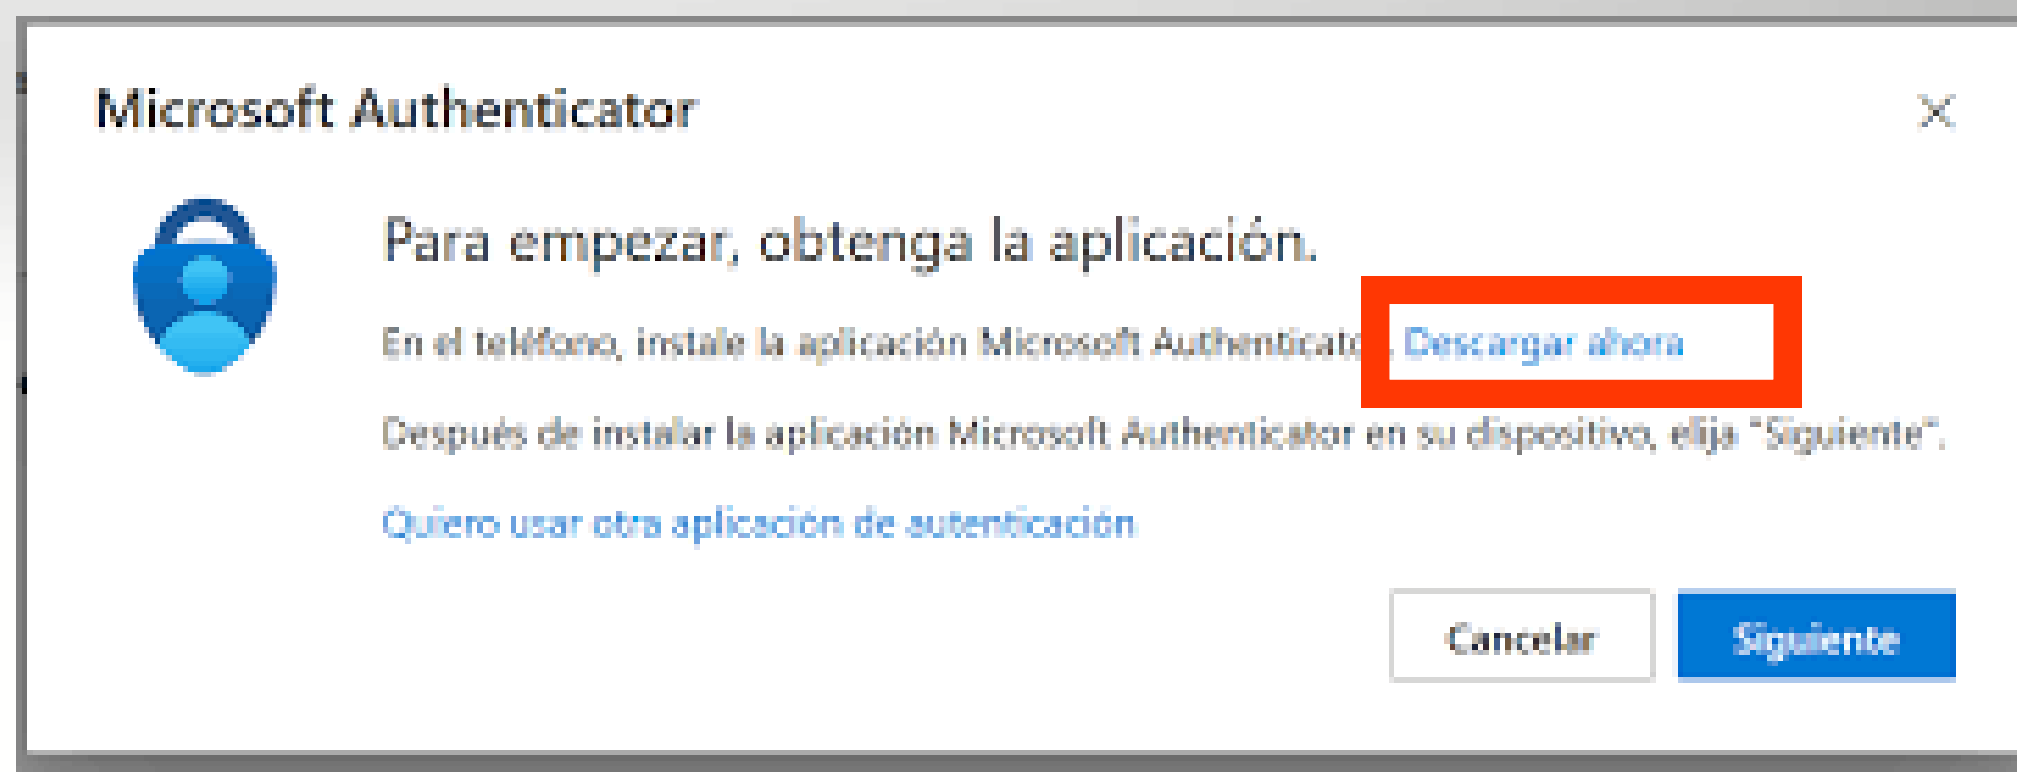 Microsoft Authenticator
Para empezar, obtenga la aplicación.
En el teléfono, instale la aplicación Microsoft Authenticator. Descargar ahora
Después de instalar la aplicación Microsoft Authenticator en su dispositivo, elija "Siguiente".
Quiero usar otra aplicación de autenticación
Cancelar Siguiente